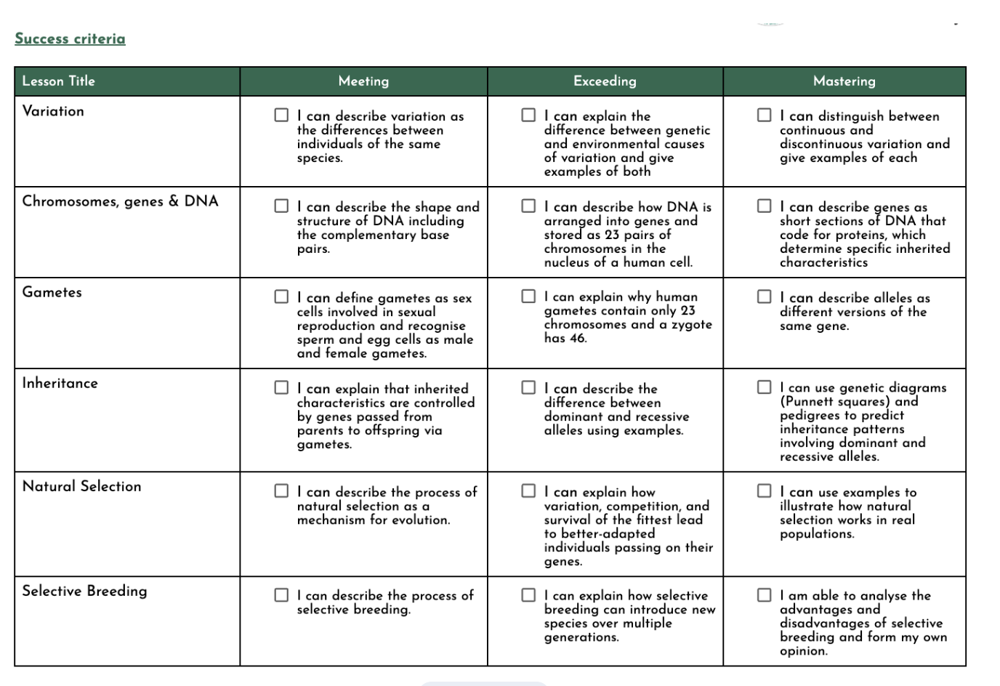 Success criteria
Lesson Title
Meeting
Exceeding
Mastering
Variation
I can describe variation as
the differences between
individuals of the same
species.
I can explain the
difference between genetic
and environmental causes
of variation and give
examples of both
I can distinguish between
continuous and
discontinuous variation and
give examples of each
Chromosomes, genes & DNA
I can describe the shape and
structure of DNA including
the complementary base
pairs.
I can describe how DNA is
arranged into genes and
stored as 23 pairs of
chromosomes in the
nucleus of a human cell.
I can describe genes as
short sections of DNA that
code for proteins, which
determine specific inherited
characteristics
Gametes
I can define gametes as sex
cells involved in sexual
reproduction and recognise
sperm and egg cells as male
and female gametes.
I can explain why human
gametes contain only 23
chromosomes and a zygote
has 46.
I can describe alleles as
different versions of the
same gene.
Inheritance
I can explain that inherited
characteristics are controlled
by genes passed from
parents to offspring via
gametes.
I can describe the
difference between
dominant and recessive
alleles using examples.
I can use genetic diagrams
(Punnett squares) and
pedigrees to predict
inheritance patterns
involving dominant and
recessive alleles.
Natural Selection
I can describe the process of
natural selection as a
mechanism for evolution.
I can explain how
variation, competition, and
survival of the fittest lead
to better-adapted
individuals passing on their
genes.
I can use examples to
illustrate how natural
selection works in real
populations.
Selective Breeding
I can describe the process of
selective breeding.
I can explain how selective
breeding can introduce new
species over multiple
generations.
I am able to analyse the
advantages and
disadvantages of selective
breeding and form my own
opinion.